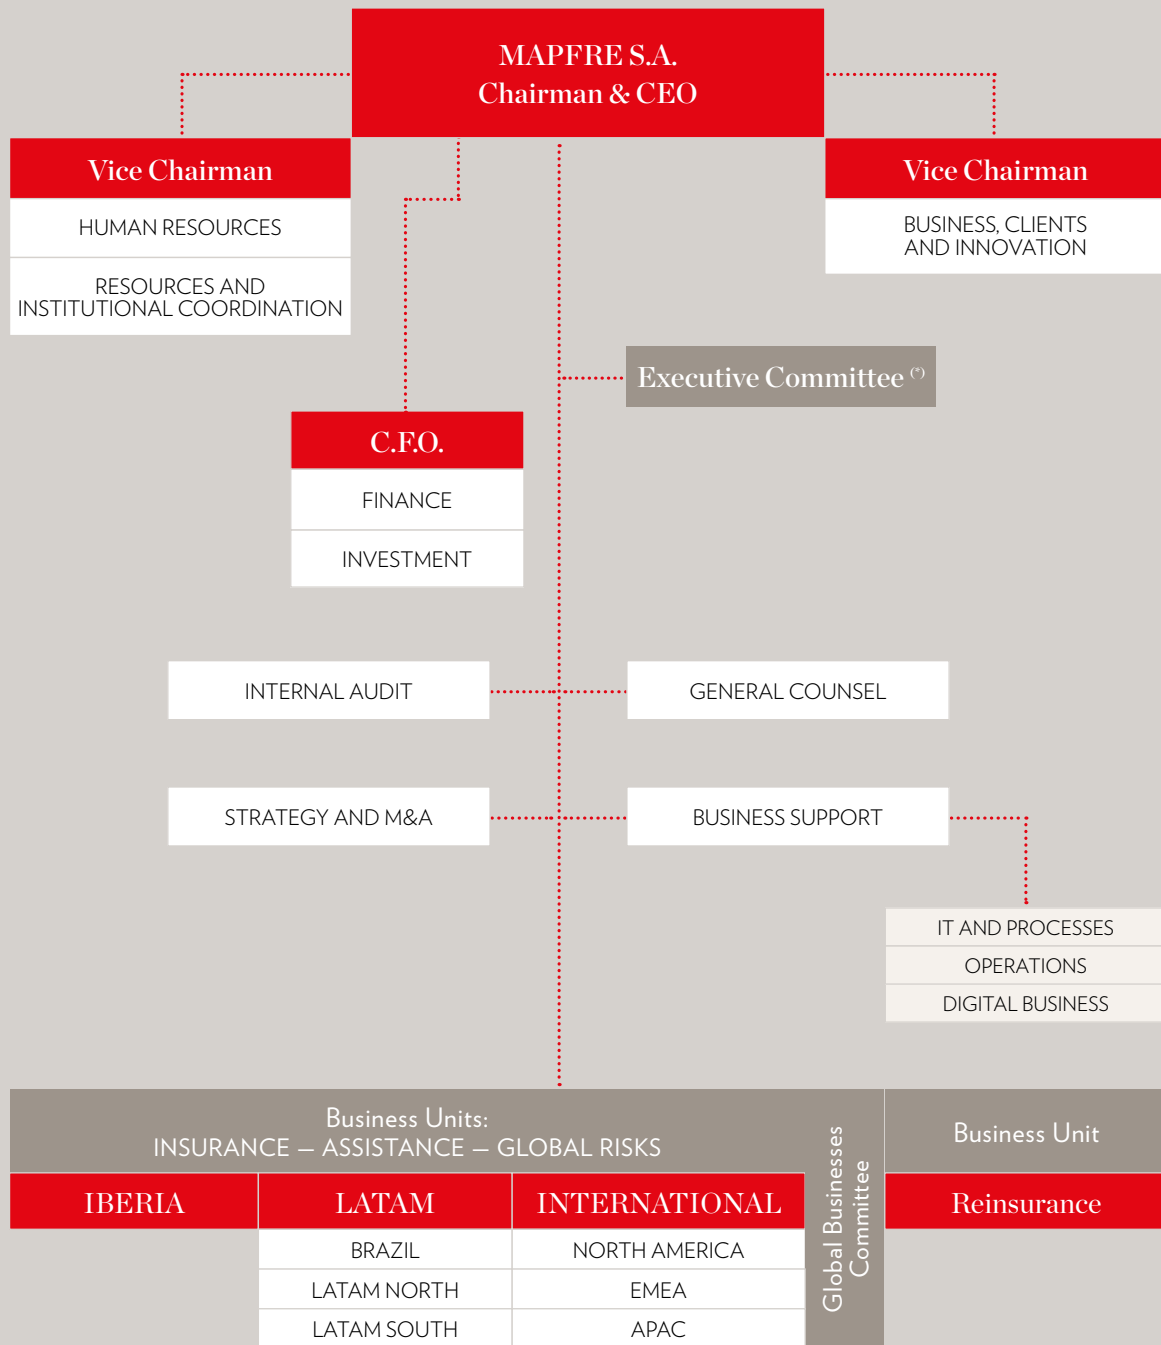 MAPFRE S.A.
Chairman & CEO
Vice Chairman
HUMAN RESOURCES
RESOURCES AND
INSTITUTIONAL COORDINATION
Vice Chairman
BUSINESS, CLIENTS
AND INNOVATION
Executive Committee (*)
C.F.O.
FINANCE
INVESTMENT
INTERNAL AUDIT
GENERAL COUNSEL
STRATEGY AND M&A
BUSINESS SUPPORT
IT AND PROCESSES
OPERATIONS
DIGITAL BUSINESS
Business Units:
INSURANCE — ASSISTANCE — GLOBAL RISKS
IBERIA
LATAM
BRAZIL
LATAM NORTH
LATAM SOUTH
INTERNATIONAL
NORTH AMERICA
EMEA
APAC
Global Businesses
Committee
Business Unit
Reinsurance